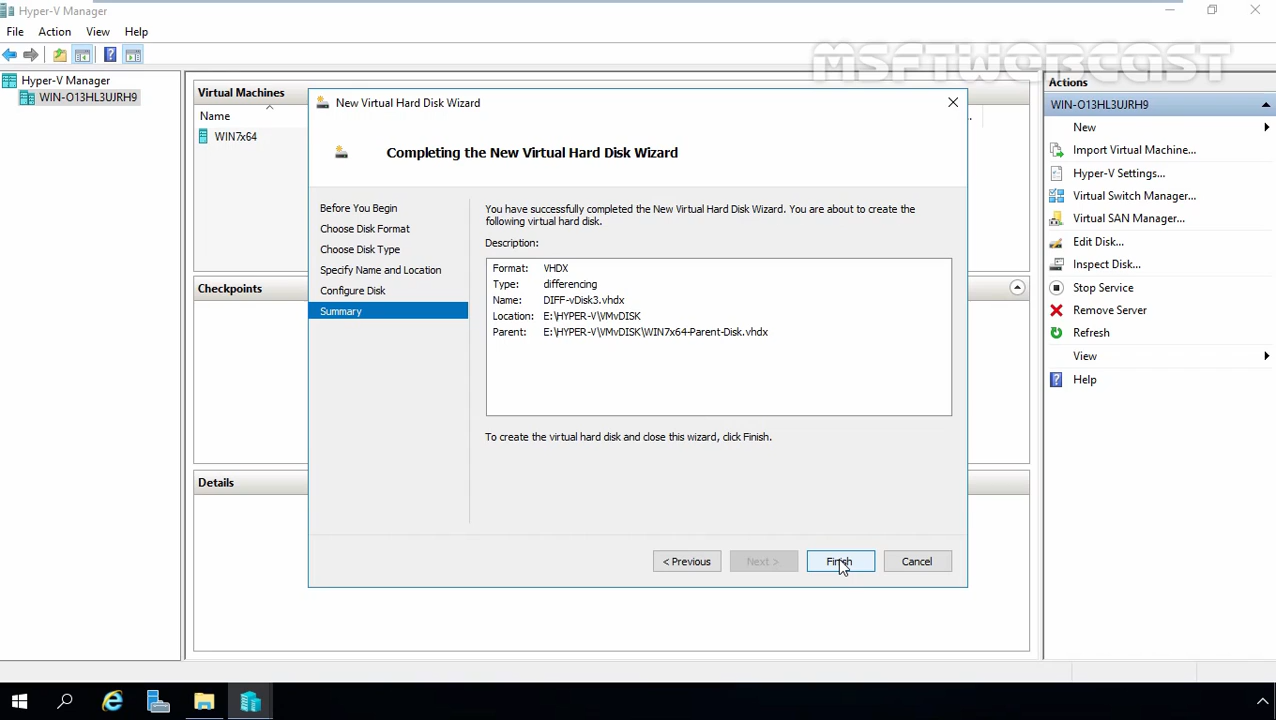 Hyper-V Manager
File Action View Help
MSFTWEBCAST
Hyper-V Manager
WIN-O13HL3UJRH9
Virtual Machines
Name
WIN7x64
Checkpoints
Details
New Virtual Hard Disk Wizard
Completing the New Virtual Hard Disk Wizard
Before You Begin
Choose Disk Format
Choose Disk Type
Specify Name and Location
Configure Disk
Summary
You have successfully completed the New Virtual Hard Disk Wizard. You are about to create the
following virtual hard disk.
Description:
Format: VHDX
Type: differencing
Name: DIFF-vDisk3.vhdx
Location: E:\HYPER-V\VMvDISK
Parent: E:\HYPER-V\VMvDISK\WIN7x64-Parent-Disk.vhdx
To create the virtual hard disk and close this wizard, click Finish.
< Previous Next > Finish Cancel
Actions
WIN-O13HL3UJRH9
New
Import Virtual Machine...
Hyper-V Settings...
Virtual Switch Manager...
Virtual SAN Manager...
Edit Disk...
Inspect Disk...
Stop Service
Remove Server
Refresh
View
Help